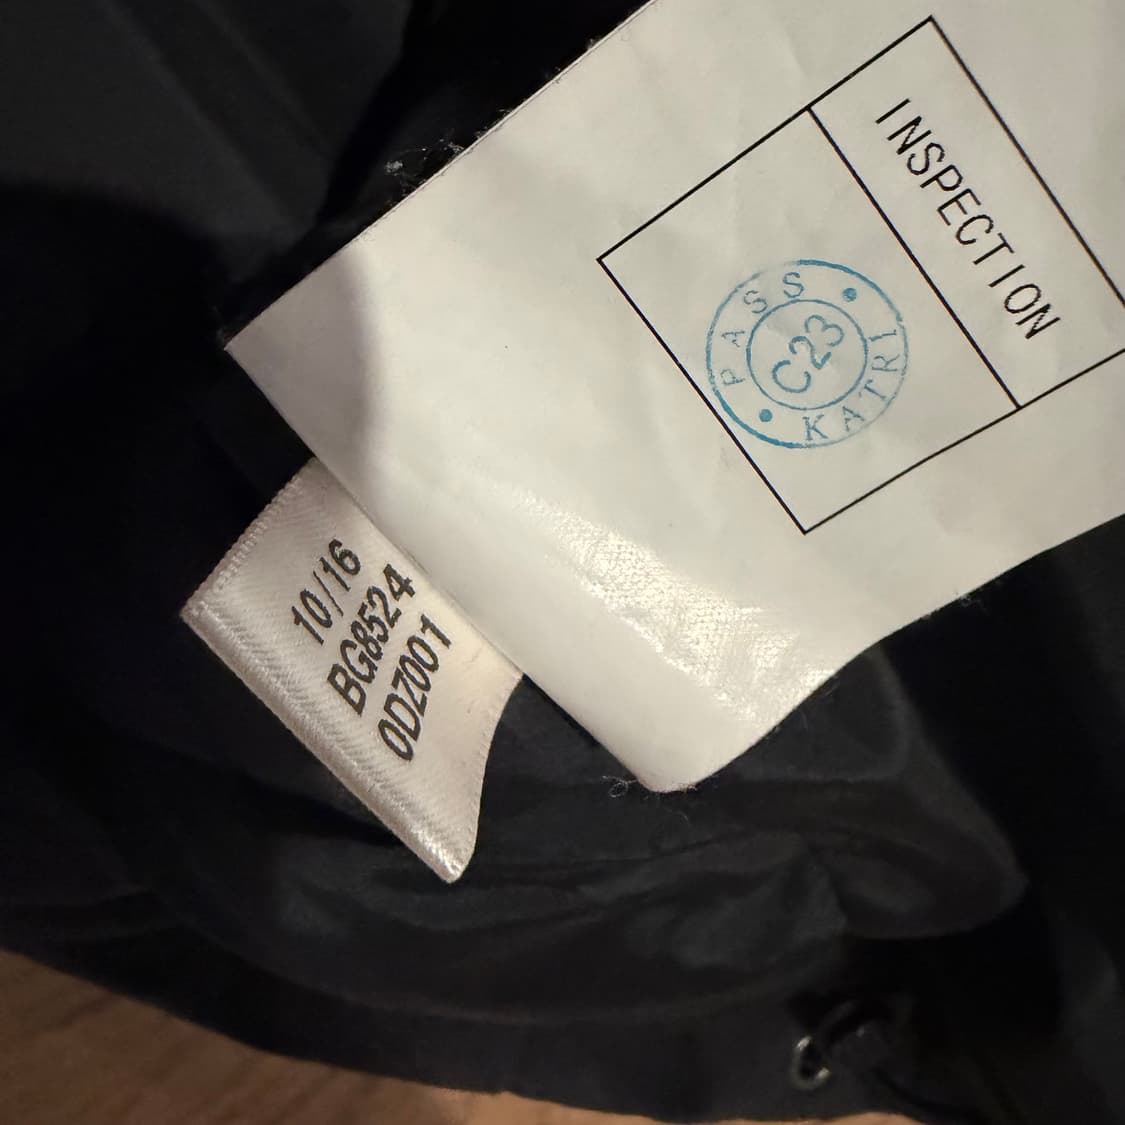 INSPECTION
PASS
C23
KATRI
10/16
BG8524
0DZ001